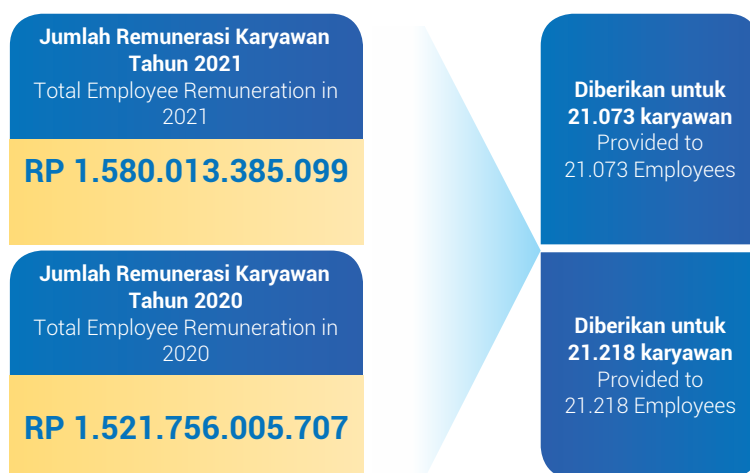 Jumlah Remunerasi Karyawan
Tahun 2021
Total Employee Remuneration in
2021
RP 1.580.013.385.099
Diberikan untuk
21.073 karyawan
Provided to
21.073 Employees
Jumlah Remunerasi Karyawan
Tahun 2020
Total Employee Remuneration in
2020
RP 1.521.756.005.707
Diberikan untuk
21.218 karyawan
Provided to
21.218 Employees